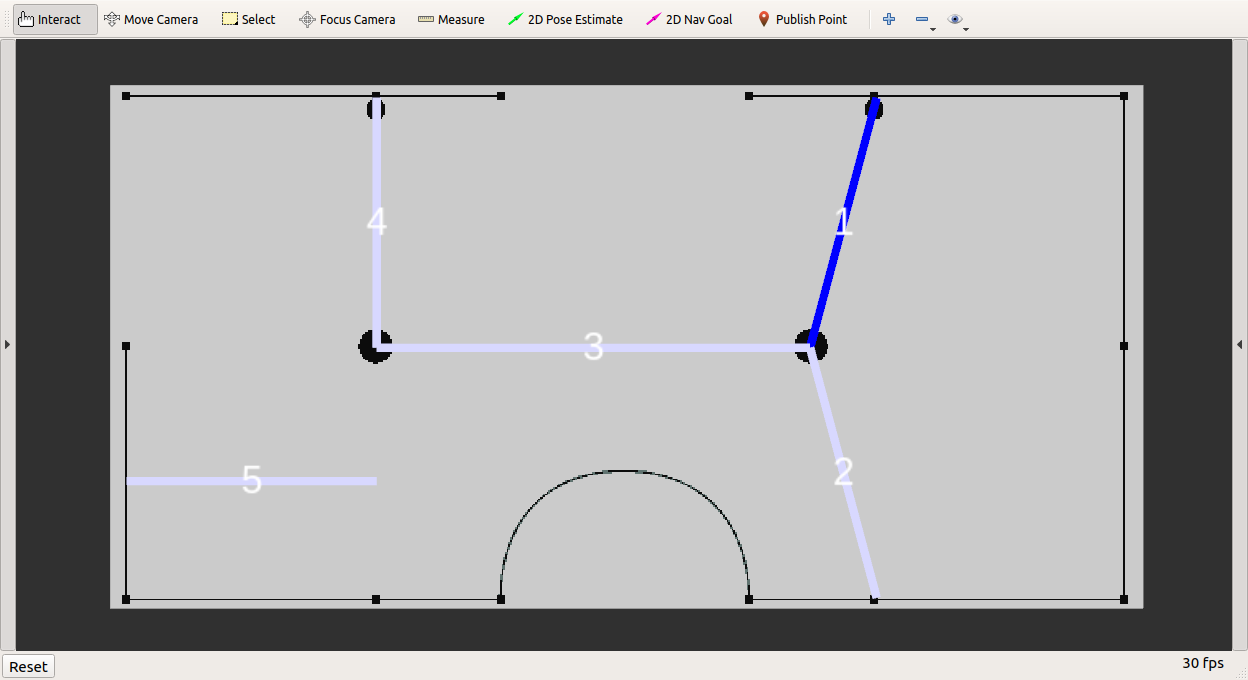 Interact Move Camera Select Focus Camera Measure 2D Pose Estimate 2D Nav Goal Publish Point
4 1
3
5 2
Reset 30 fps